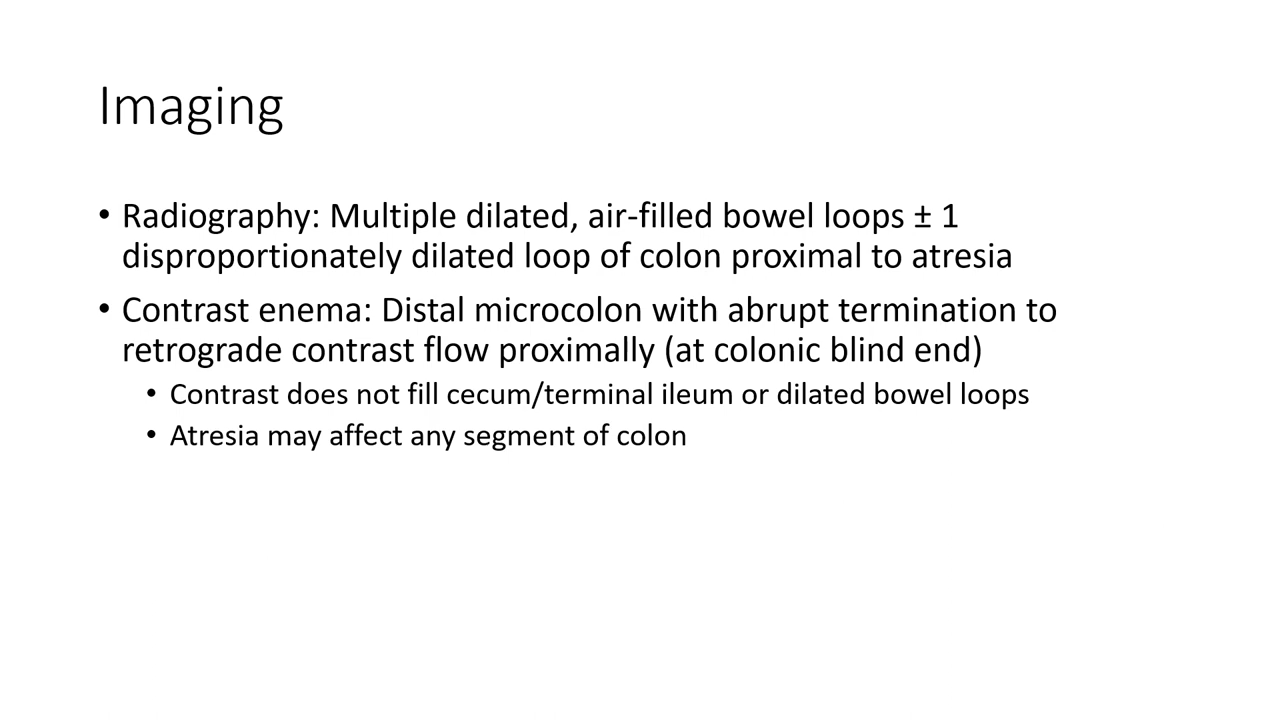 Imaging
• Radiography: Multiple dilated, air-filled bowel loops ± 1
disproportionately dilated loop of colon proximal to atresia
• Contrast enema: Distal microcolon with abrupt termination to
retrograde contrast flow proximally (at colonic blind end)
• Contrast does not fill cecum/terminal ileum or dilated bowel loops
• Atresia may affect any segment of colon